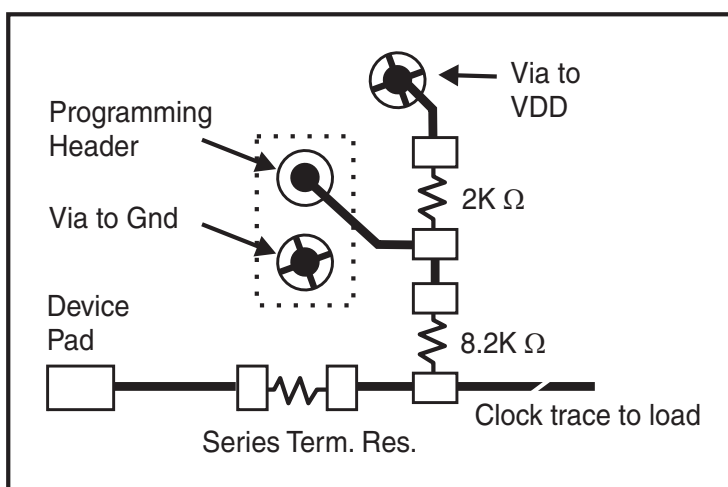 Via to
VDD
Programming
Header
2K Ω
Via to Gnd
Device
Pad
8.2K Ω
Clock trace to load
Series Term. Res.